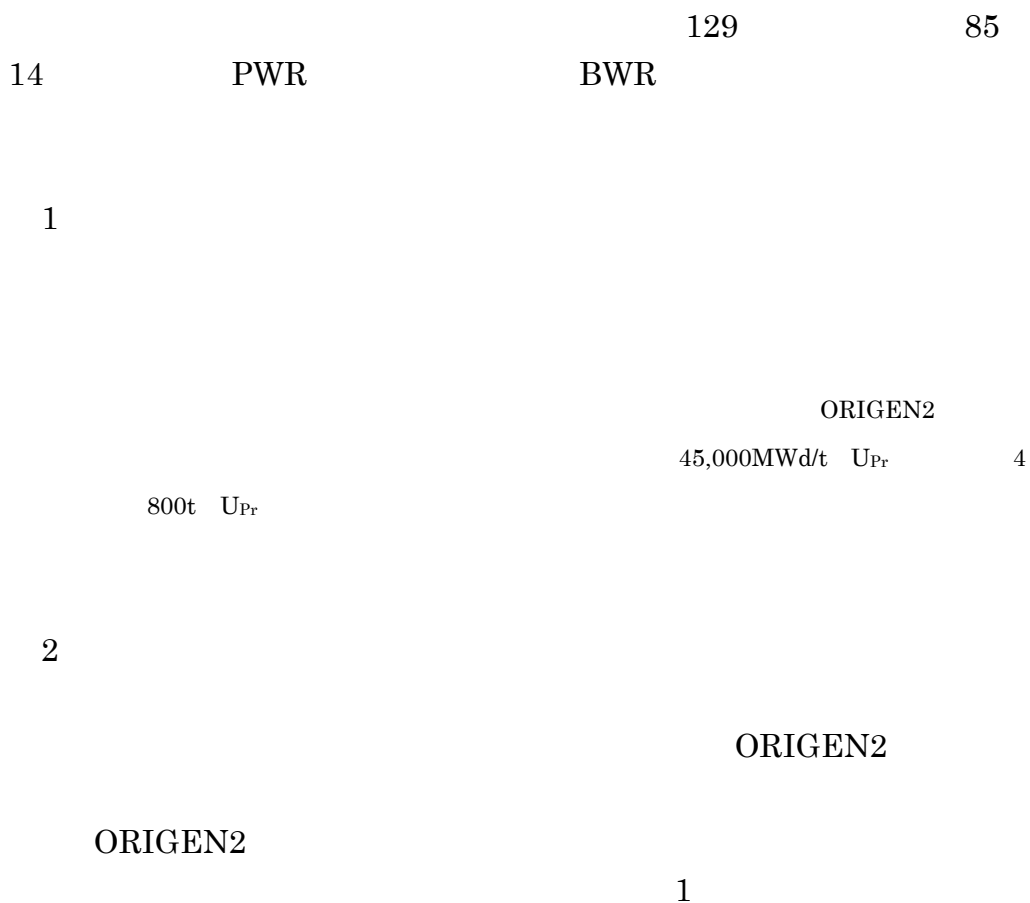 129 85
14 PWR BWR
1
ORIGEN2
45,000MWd/t UPr 4
800t UPr
2
ORIGEN2
ORIGEN2
1